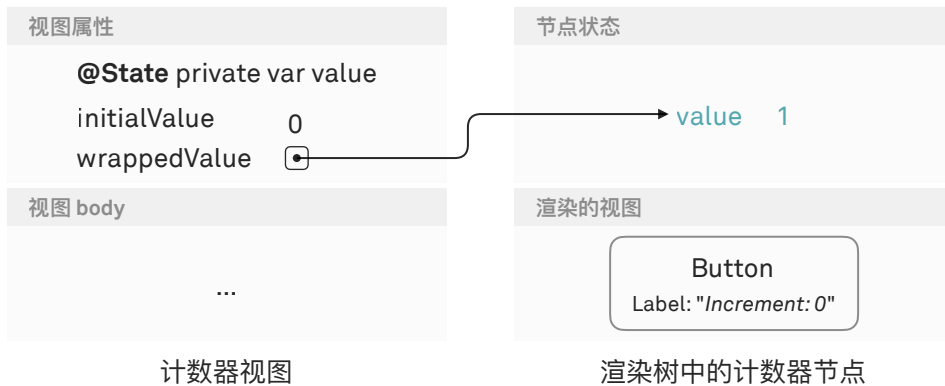 视图属性
@State private var value
initialValue 0
wrappedValue
节点状态
value 1
视图 body
...
渲染的视图
Button
Label: "Increment: 0"
计数器视图
渲染树中的计数器节点